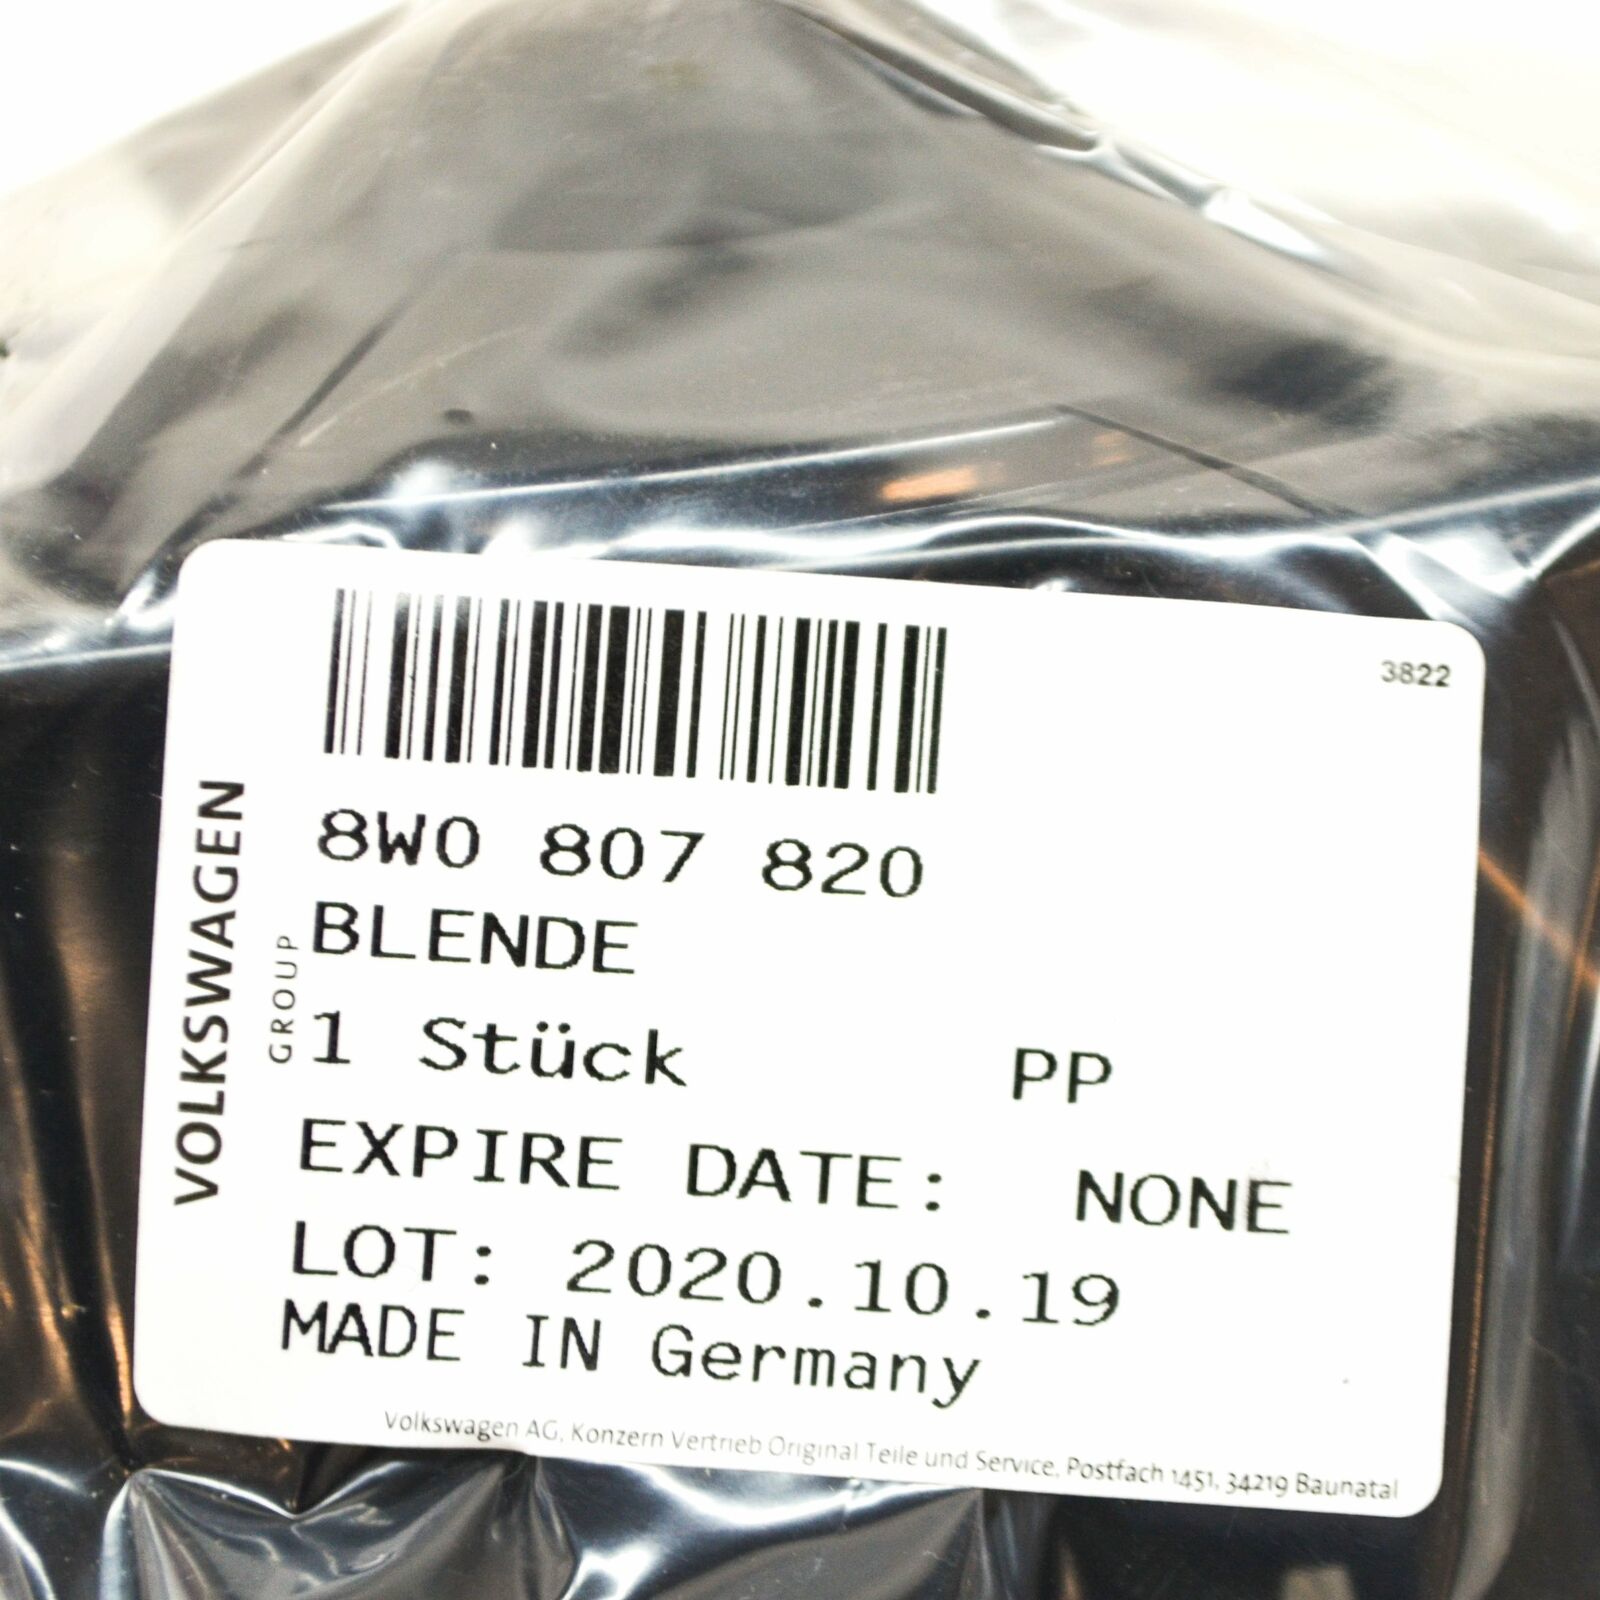 3822
8W0 807 820
BLENDE
1 Stück PP
EXPIRE DATE: NONE
LOT: 2020.10.19
MADE IN Germany
VOLKSWAGEN
GROUP
Volkswagen AG, Konzern Vertrieb Original Teile und Service, Postfach 1451, 34219 Baunatal